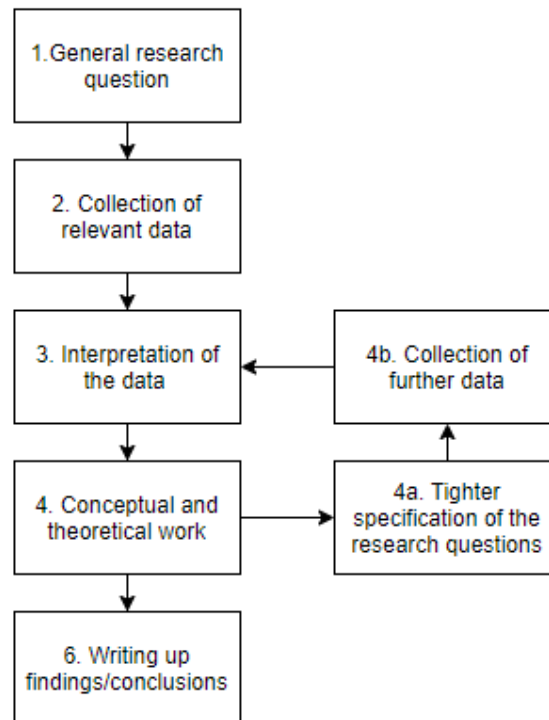 1.General research
question
2. Collection of
relevant data
3. Interpretation of
the data
4b. Collection of
further data
4. Conceptual and
theoretical work
4a. Tighter
specification of the
research questions
6. Writing up
findings/conclusions